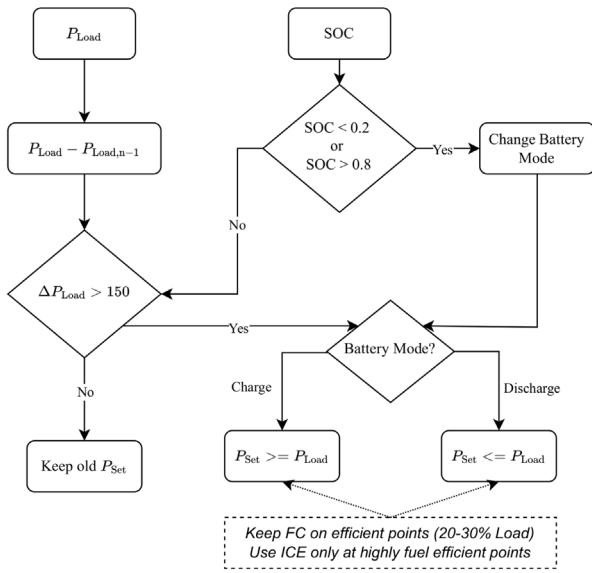 P_Load
SOC
P_Load − P_Load,n−1
SOC < 0.2
or
SOC > 0.8
Yes
Change Battery
Mode
No
ΔP_Load > 150
Yes
Battery Mode?
No
Charge
Discharge
Keep old P_Set
P_Set >= P_Load
P_Set <= P_Load
Keep FC on efficient points (20-30% Load)
Use ICE only at highly fuel efficient points